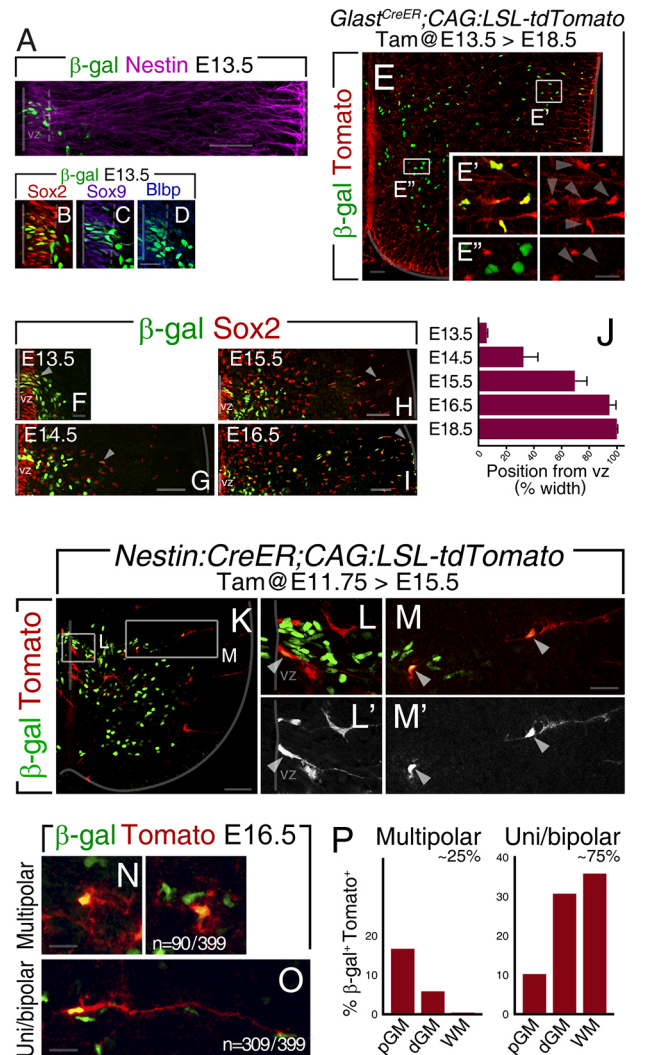 A
β-gal Nestin E13.5
vz
β-gal E13.5
Sox2 Sox9 Blbp
B C D
GlastCreER;CAG:LSL-tdTomato
Tam@E13.5 > E18.5
β-gal Tomato
E
E'
E''
E'
E''
β-gal Sox2
E13.5
vz
F
E15.5
vz
H
E14.5
vz
G
E16.5
vz
I
J
E13.5
E14.5
E15.5
E16.5
E18.5
0 20 40 60 80 100
Position from vz
(% width)
Nestin:CreER;CAG:LSL-tdTomato
Tam@E11.75 > E15.5
β-gal Tomato
K
L
M
L
vz
M
L'
vz
M'
β-gal Tomato E16.5
Multipolar
N
n=90/399
Uni/bipolar
O
n=309/399
P
Multipolar
~25%
Uni/bipolar
~75%
% β-gal+ Tomato+
20
10
0
pGM dGM WM
40
30
20
10
0
pGM dGM WM